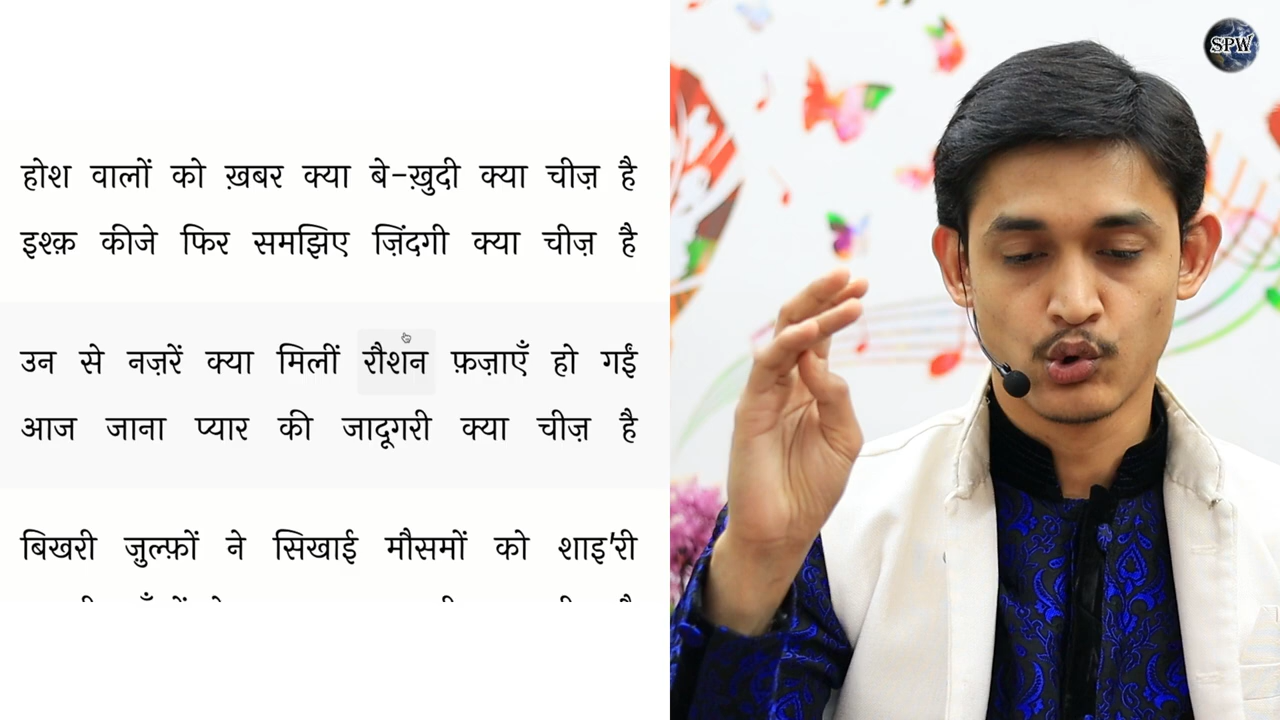 होश वालों को ख़बर क्या बे-ख़ुदी क्या चीज़ है
इश्क़ कीजे फिर समझिए ज़िंदगी क्या चीज़ है
उन से नज़रें क्या मिलीं रौशन फ़ज़ाएँ हो गईं
आज जाना प्यार की जादूगरी क्या चीज़ है
बिखरी ज़ुल्फ़ों ने सिखाई मौसमों को शाइ'री
SPW